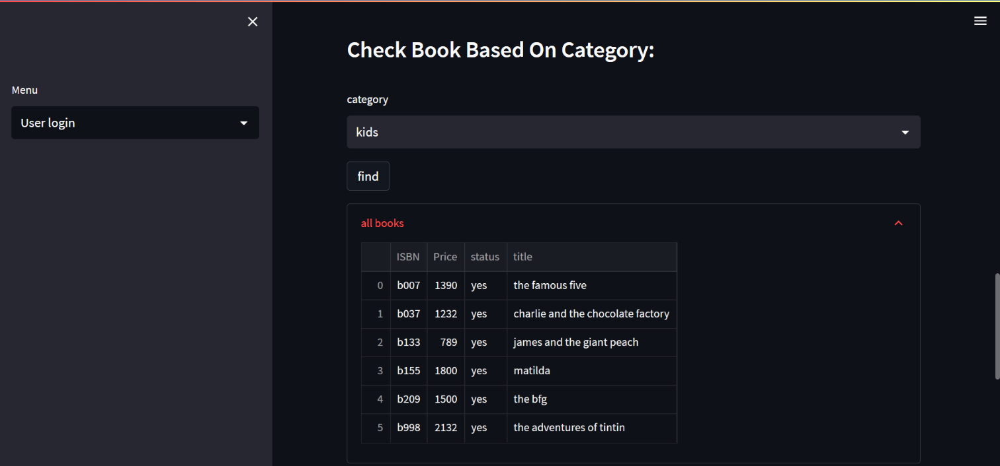 Menu
User login
Check Book Based On Category:
category
kids
find
all books
ISBN Price status title
0 b007 1390 yes the famous five
1 b037 1232 yes charlie and the chocolate factory
2 b133 789 yes james and the giant peach
3 b155 1800 yes matilda
4 b209 1500 yes the bfg
5 b998 2132 yes the adventures of tintin